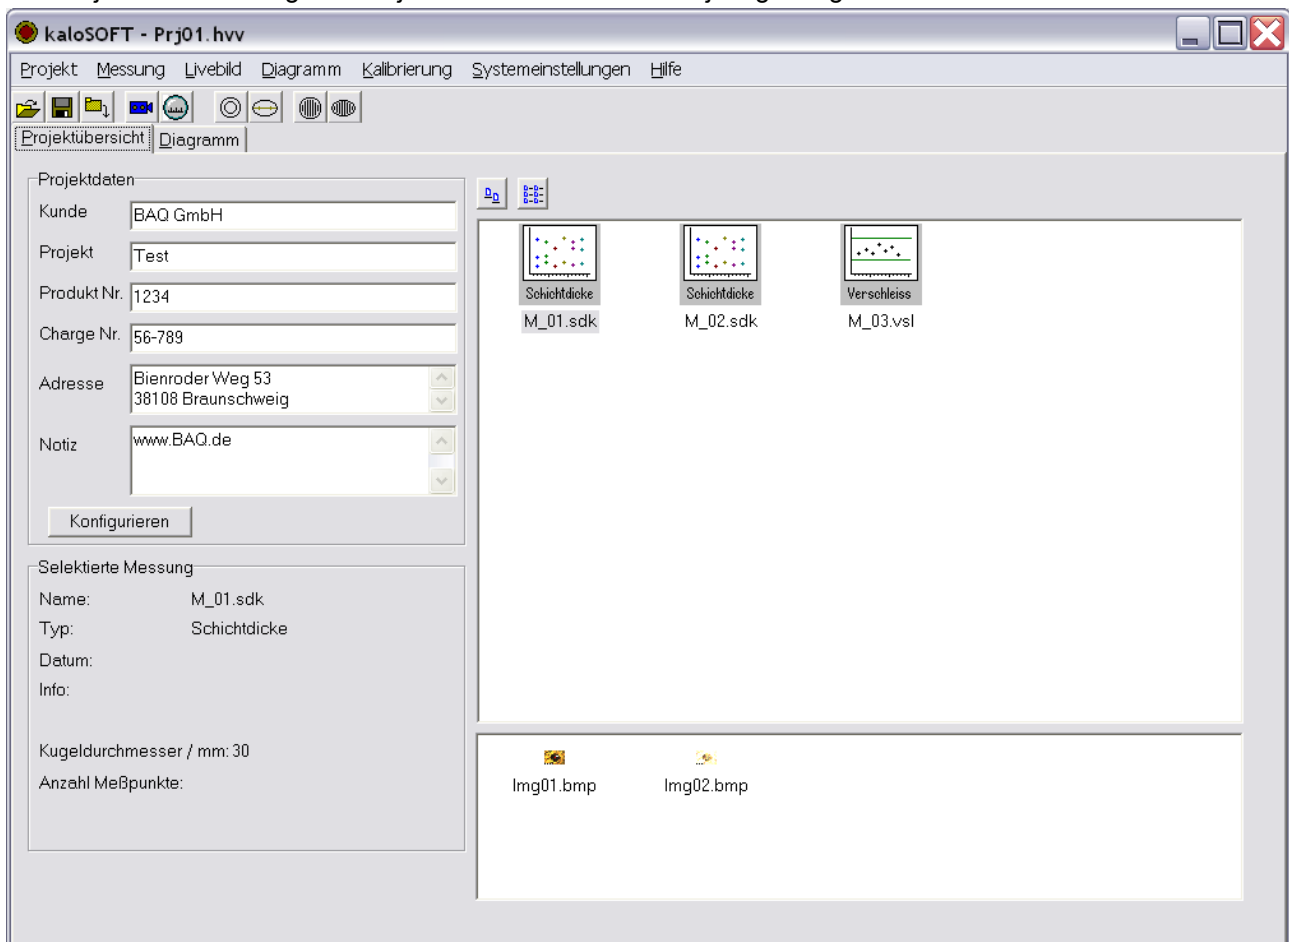 kaloSOFT - Prj01.hvv
Projekt Messung Livebild Diagramm Kalibrierung Systemeinstellungen Hilfe
Projektübersicht Diagramm
Projektdaten
Kunde BAQ GmbH
Projekt Test
Produkt Nr. 1234
Charge Nr. 56-789
Adresse Bienroder Weg 53
38108 Braunschweig
Notiz www.BAQ.de
Konfigurieren
Selektierte Messung
Name: M_01.sdk
Typ: Schichtdicke
Datum:
Info:
Kugeldurchmesser / mm: 30
Anzahl Meßpunkte:
Schichtdicke Schichtdicke Verschleiss
M_01.sdk M_02.sdk M_03.vsl
Img01.bmp Img02.bmp